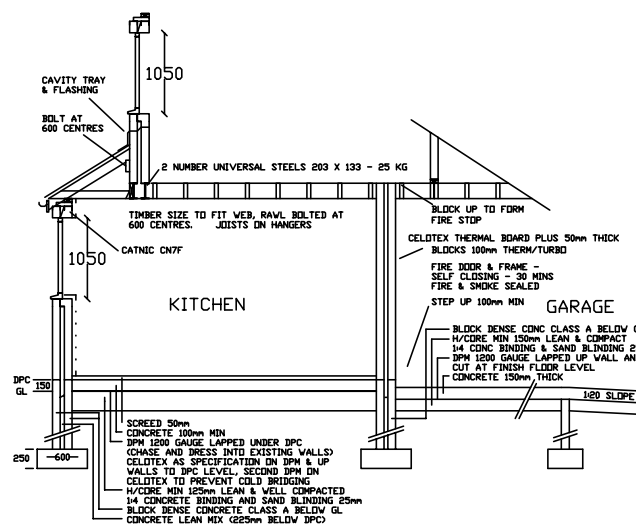 1050
CAVITY TRAY
& FLASHING
BOLT AT
600 CENTRES
2 NUMBER UNIVERSAL STEELS 203 X 133 - 25 KG
TIMBER SIZE TO FIT WEB, RAWL BOLTED AT
600 CENTRES. JOISTS ON HANGERS
BLOCK UP TO FORM
FIRE STOP
CATNIC CN7F
1050
CELOTEX THERMAL BOARD PLUS 50mm THICK
BLOCKS 100mm THERM/TURBO
FIRE DOOR & FRAME -
SELF CLOSING - 30 MINS
FIRE & SMOKE SEALED
STEP UP 100mm MIN
KITCHEN
GARAGE
BLOCK DENSE CONC CLASS A BELOW
H/CORE MIN 150mm LEAN & COMPACT
1:4 CONC BINDING & SAND BLINDING 2
DPM 1200 GAUGE LAPPED UP WALL AN
CUT AT FINISH FLOOR LEVEL
CONCRETE 150mm THICK
DPC
GL
150
1:20 SLOPE
SCREED 50mm
CONCRETE 100mm MIN
DPM 1200 GAUGE LAPPED UNDER DPC
(CHASE AND DRESS INTO EXISTING WALLS)
CELOTEX AS SPECIFICATION ON DPM & UP
WALLS TO DPC LEVEL, SECOND DPM ON
CELOTEX TO PREVENT COLD BRIDGING
H/CORE MIN 125mm LEAN & WELL COMPACTED
1:4 CONCRETE BINDING AND SAND BLINDING 25mm
BLOCK DENSE CONCRETE CLASS A BELOW GL
CONCRETE LEAN MIX (225mm BELOW DPC)
250
600